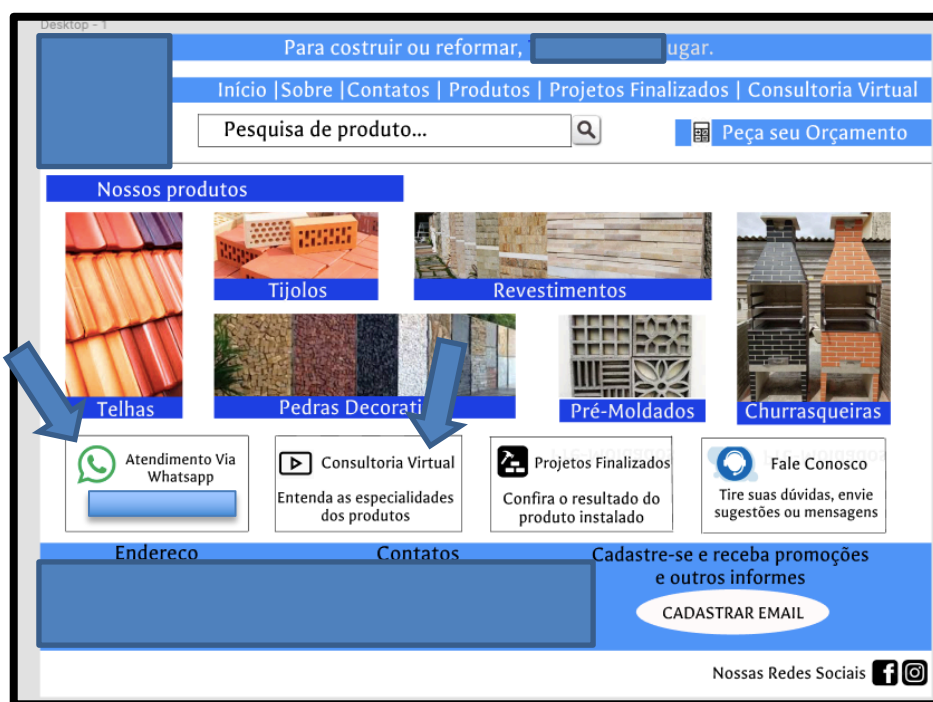 Desktop - 1
Para costruir ou reformar, ugar.
Início |Sobre |Contatos | Produtos | Projetos Finalizados | Consultoria Virtual
Pesquisa de produto...
Peça seu Orçamento
Nossos produtos
Tijolos
Revestimentos
Telhas
Pedras Decorati
Pré-Moldados
Churrasqueiras
Atendimento Via
Whatsapp
Consultoria Virtual
Entenda as especialidades
dos produtos
Projetos Finalizados
Confira o resultado do
produto instalado
Fale Conosco
Tire suas dúvidas, envie
sugestões ou mensagens
Endereço
Contatos
Cadastre-se e receba promoções
e outros informes
CADASTRAR EMAIL
Nossas Redes Sociais